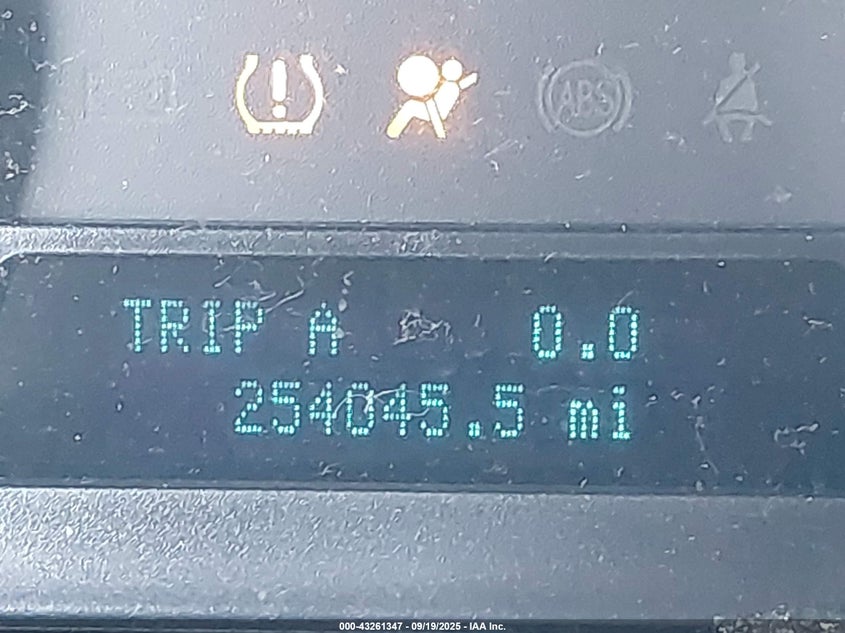 ABS
TRIP A 0.0
254045.5 mi
000-43261347 - 09/19/2025 - IAA Inc.